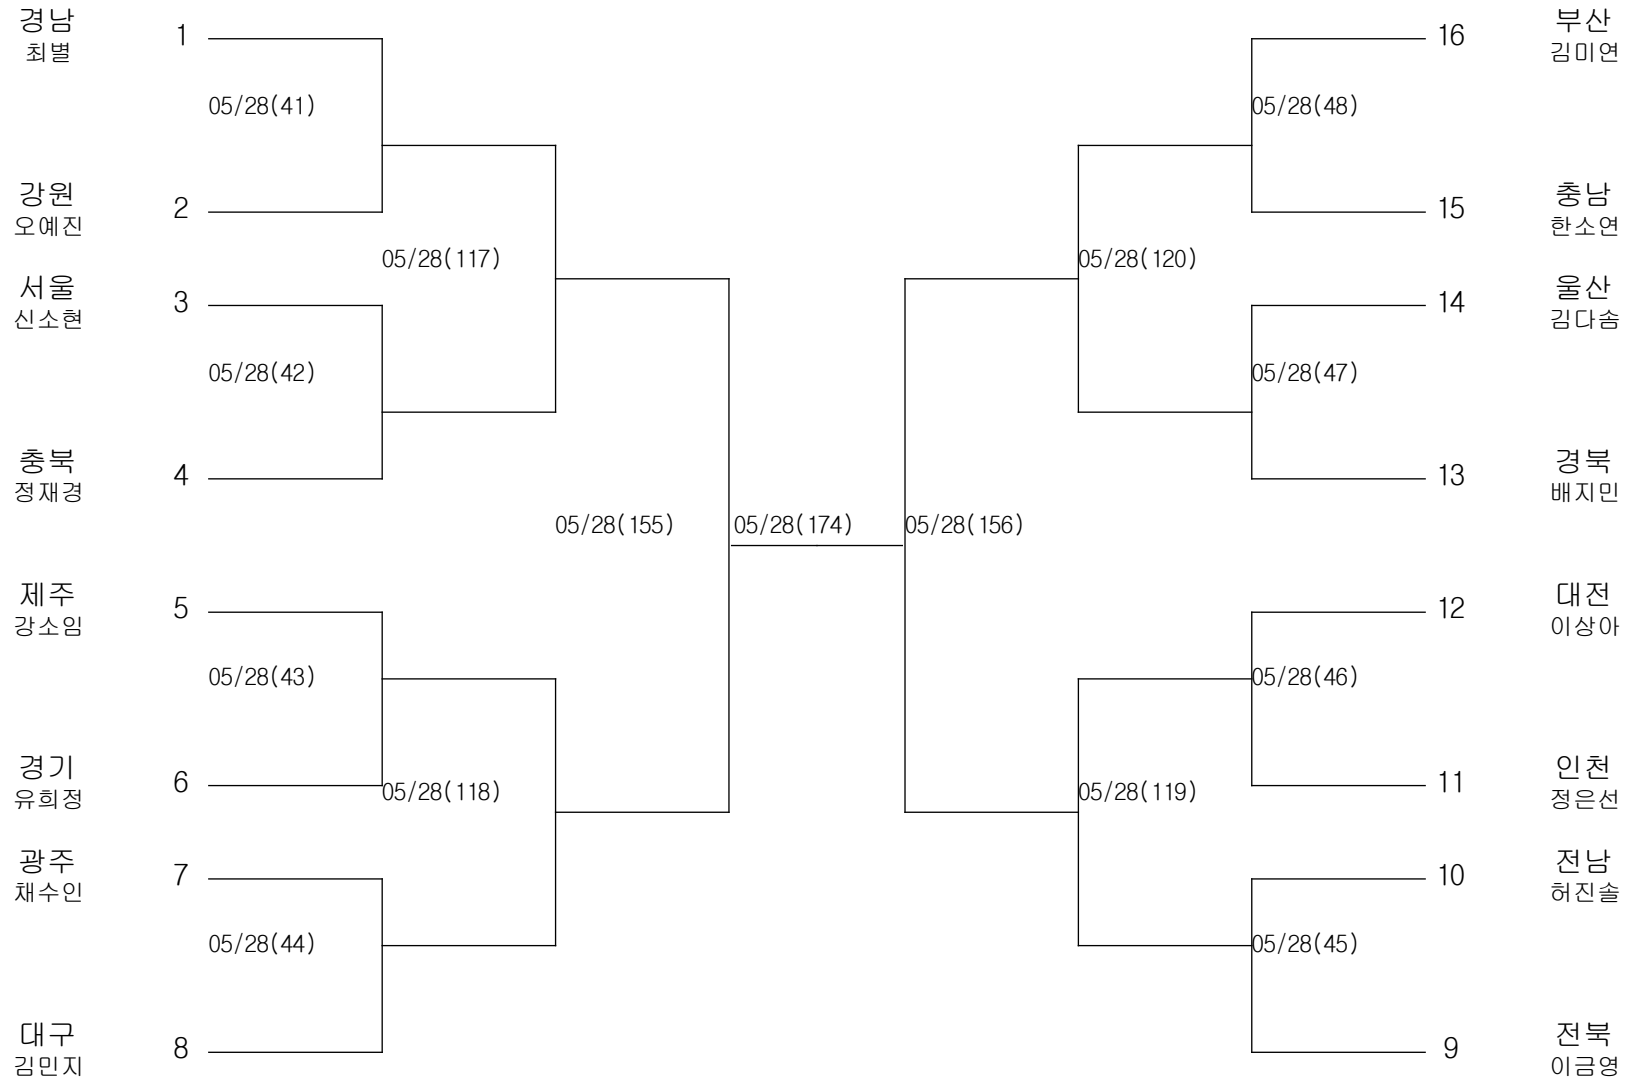 경남
최별
1
05/28(41)
강원
오예진
2
05/28(117)
서울
신소현
3
05/28(42)
충북
정재경
4
05/28(155)
제주
강소임
5
05/28(43)
경기
유희정
6
05/28(118)
광주
채수인
7
05/28(44)
대구
김민지
8
05/28(174)
부산
김미연
16
05/28(48)
충남
한소연
15
05/28(120)
울산
김다솜
14
05/28(47)
경북
배지민
13
05/28(156)
대전
이상아
12
05/28(46)
인천
정은선
11
05/28(119)
전남
허진솔
10
05/28(45)
전북
이금영
9